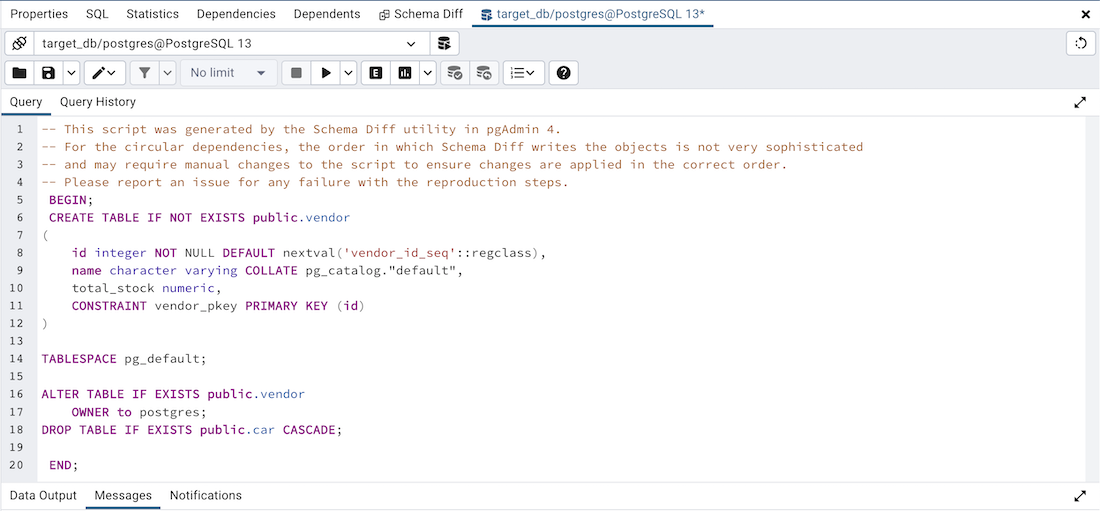 Properties SQL Statistics Dependencies Dependents Schema Diff target_db/postgres@PostgreSQL 13*
target_db/postgres@PostgreSQL 13
No limit E
Query Query History
1 -- This script was generated by the Schema Diff utility in pgAdmin 4.
2 -- For the circular dependencies, the order in which Schema Diff writes the objects is not very sophisticated
3 -- and may require manual changes to the script to ensure changes are applied in the correct order.
4 -- Please report an issue for any failure with the reproduction steps.
5 BEGIN;
6 CREATE TABLE IF NOT EXISTS public.vendor
7 (
8 id integer NOT NULL DEFAULT nextval('vendor_id_seq'::regclass),
9 name character varying COLLATE pg_catalog."default",
10 total_stock numeric,
11 CONSTRAINT vendor_pkey PRIMARY KEY (id)
12 )
13
14 TABLESPACE pg_default;
15
16 ALTER TABLE IF EXISTS public.vendor
17 OWNER to postgres;
18 DROP TABLE IF EXISTS public.car CASCADE;
19
20 END;
Data Output Messages Notifications